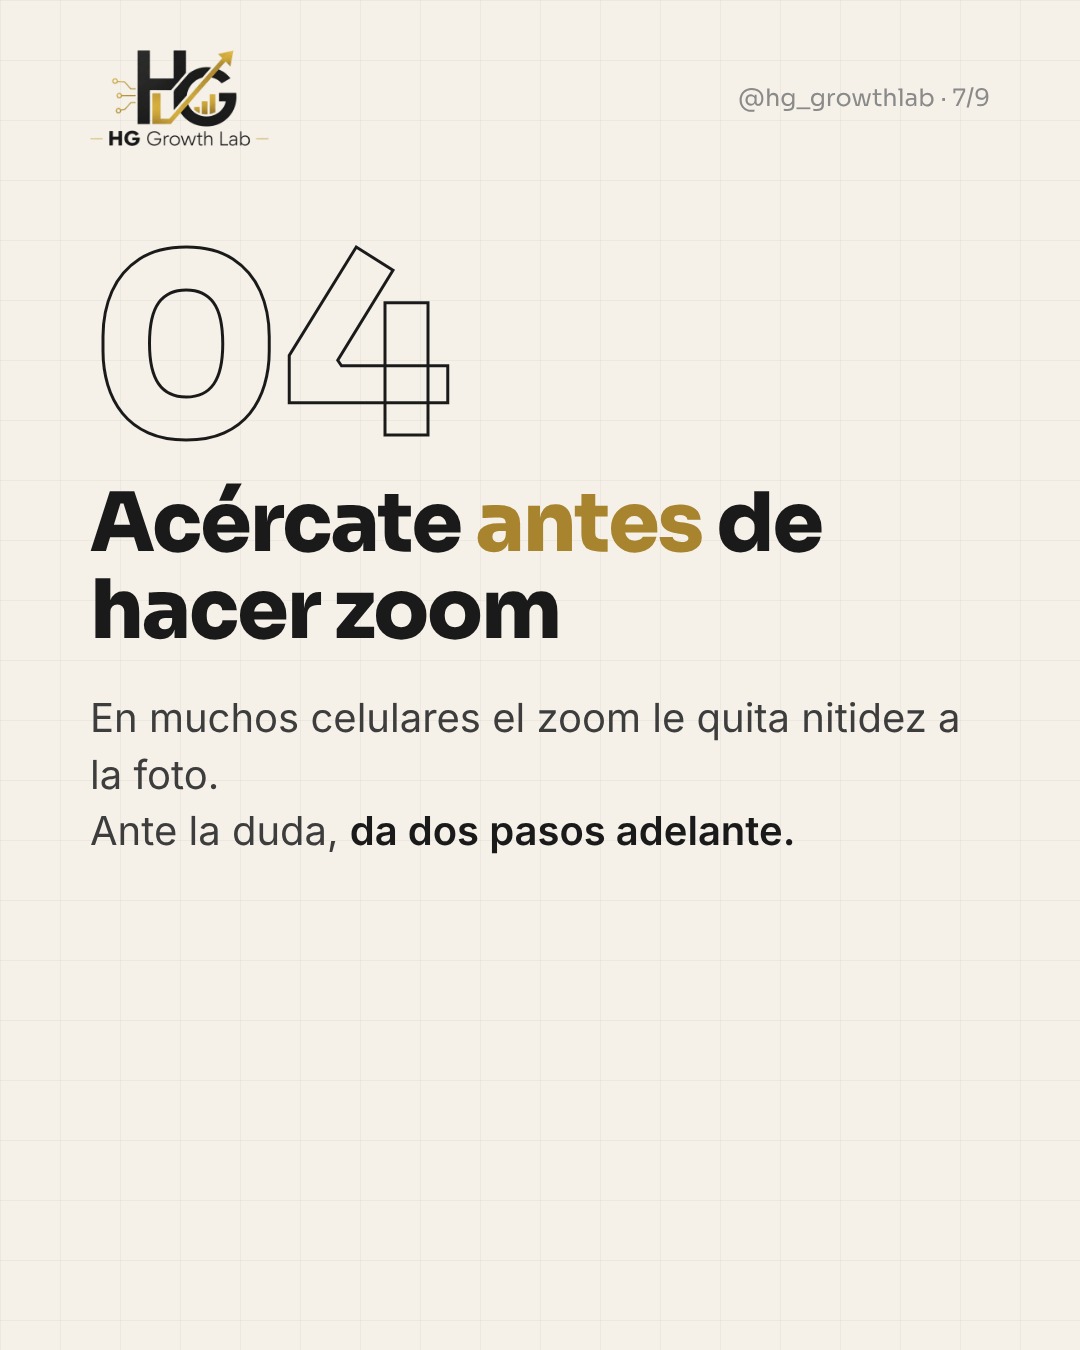 HG
HG Growth Lab
@hg_growthlab · 7/9
04
Acércate antes de
hacer zoom
En muchos celulares el zoom le quita nitidez a
la foto.
Ante la duda, da dos pasos adelante.